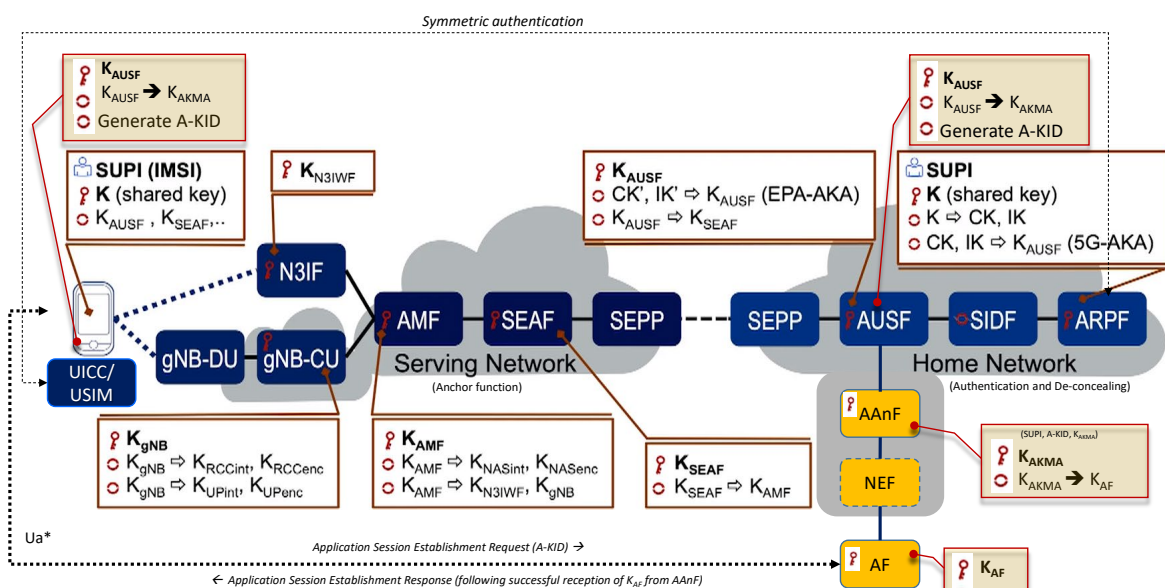 Symmetric authentication
K_AUSF
K_AUSF ➔ K_AKMA
Generate A-KID
K_AUSF
K_AUSF ➔ K_AKMA
Generate A-KID
SUPI (IMSI)
K (shared key)
K_AUSF , K_SEAF,..
K_N3IWF
K_AUSF
CK’, IK’ ⇨ K_AUSF (EPA-AKA)
K_AUSF ⇨ K_SEAF
SUPI
K (shared key)
K ⇨ CK, IK
CK, IK ⇨ K_AUSF (5G-AKA)
N3IF
gNB-DU
gNB-CU
AMF
SEAF
SEPP
SEPP
AUSF
SIDF
ARPF
UICC/
USIM
Serving Network
(Anchor function)
Home Network
(Authentication and De-concealing)
K_gNB
K_gNB ⇨ K_RCCint, K_RCCenc
K_gNB ⇨ K_UPint, K_UPenc
K_AMF
K_AMF ⇨ K_NASint, K_NASenc
K_AMF ⇨ K_N3IWF, K_gNB
K_SEAF
K_SEAF ⇨ K_AMF
AAnF
NEF
AF
(SUPI, A-KID, K_AKMA)
K_AKMA
K_AKMA ➔ K_AF
K_AF
Ua*
Application Session Establishment Request (A-KID) →
← Application Session Establishment Response (following successful reception of K_AF from AAnF)